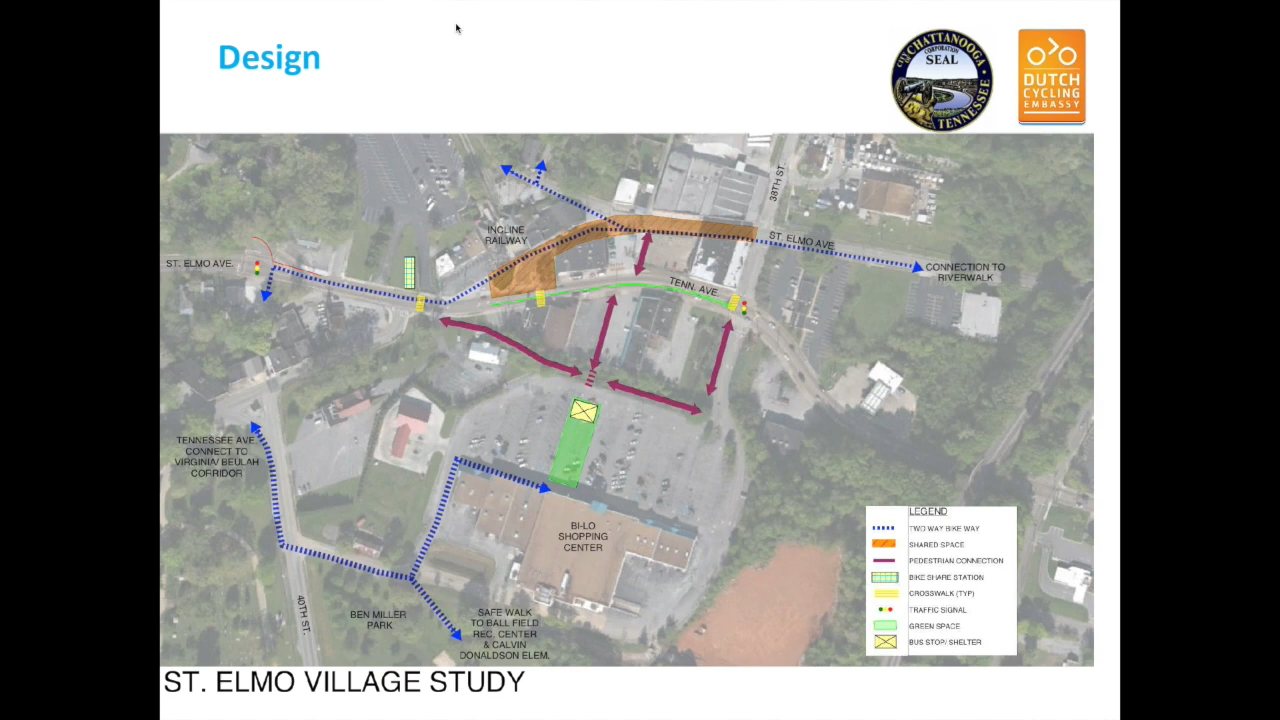 Design
CITY OF CHATTANOOGA
CORPORATION
SEAL
TENNESSEE
DUTCH
CYCLING
EMBASSY
38TH ST.
INCLINE
RAILWAY
ST. ELMO AVE.
ST. ELMO AVE.
CONNECTION TO
RIVERWALK
TENN. AVE.
TENNESSEE AVE
CONNECT TO
VIRGINIA/ BEULAH
CORRIDOR
BI-LO
SHOPPING
CENTER
40TH ST.
BEN MILLER
PARK
SAFE WALK
TO BALL FIELD
REC. CENTER
& CALVIN
DONALDSON ELEM.
LEGEND
TWO WAY BIKE WAY
SHARED SPACE
PEDESTRIAN CONNECTION
BIKE SHARE STATION
CROSSWALK (TYP)
TRAFFIC SIGNAL
GREEN SPACE
BUS STOP/ SHELTER
ST. ELMO VILLAGE STUDY